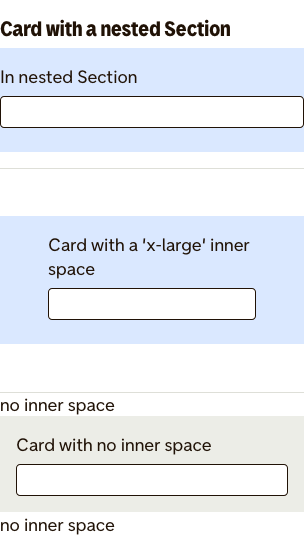 Card with a nested Section
In nested Section
Card with a 'x-large' inner
space
no inner space
Card with no inner space
no inner space